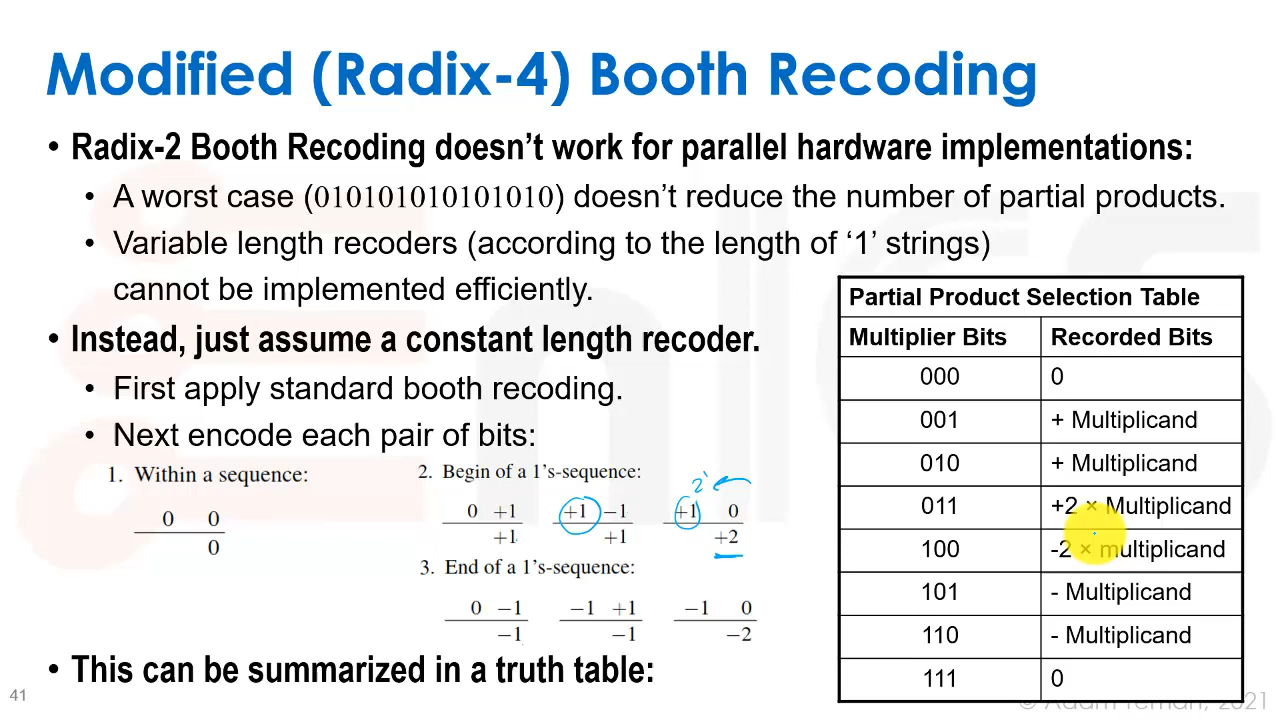 Modified (Radix-4) Booth Recoding
• Radix-2 Booth Recoding doesn’t work for parallel hardware implementations:
• A worst case (010101010101010) doesn’t reduce the number of partial products.
• Variable length recoders (according to the length of ‘1’ strings)
cannot be implemented efficiently.
• Instead, just assume a constant length recoder.
• First apply standard booth recoding.
• Next encode each pair of bits:
1. Within a sequence:
0 0
0
2. Begin of a 1's-sequence:
2¹
0 +1 +1 −1 +1 0
+1 +1 +2
3. End of a 1's-sequence:
0 −1 −1 +1 −1 0
−1 −1 −2
• This can be summarized in a truth table:
Partial Product Selection Table
Multiplier Bits Recorded Bits
000 0
001 + Multiplicand
010 + Multiplicand
011 +2 × Multiplicand
100 -2 × multiplicand
101 - Multiplicand
110 - Multiplicand
111 0
41
© Adam Teman, 2021